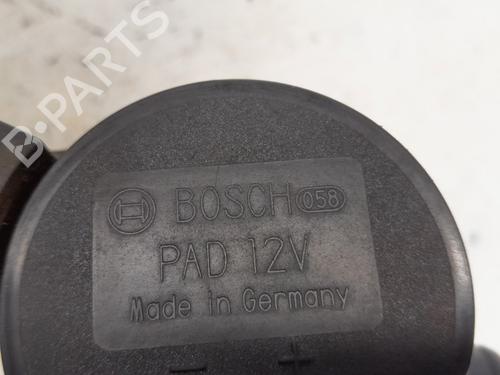 B-PARTS
BOSCH 058
PAD 12V
Made in Germany
- +